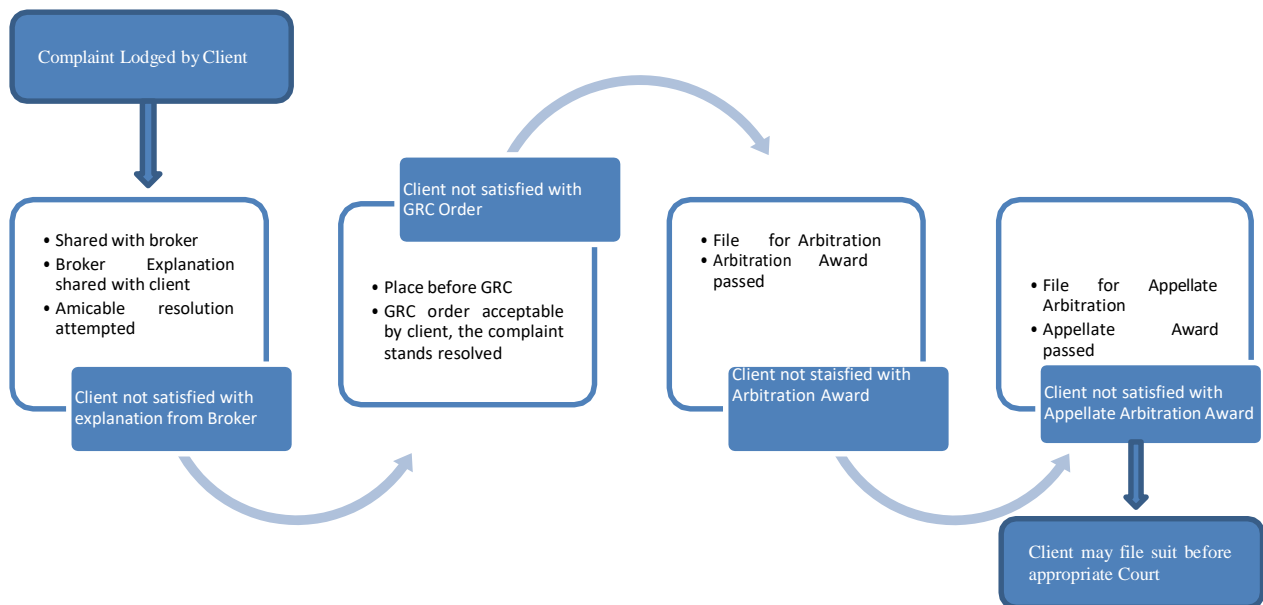 Complaint Lodged by Client
• Shared with broker
• Broker Explanation
shared with client
• Amicable resolution
attempted
Client not satisfied with
explanation from Broker
Client not satisfied with
GRC Order
• Place before GRC
• GRC order acceptable
by client, the complaint
stands resolved
• File for Arbitration
• Arbitration Award
passed
Client not staisfied with
Arbitration Award
• File for Appellate
Arbitration
• Appellate Award
passed
Client not satisfied with
Appellate Arbitration Award
Client may file suit before
appropriate Court